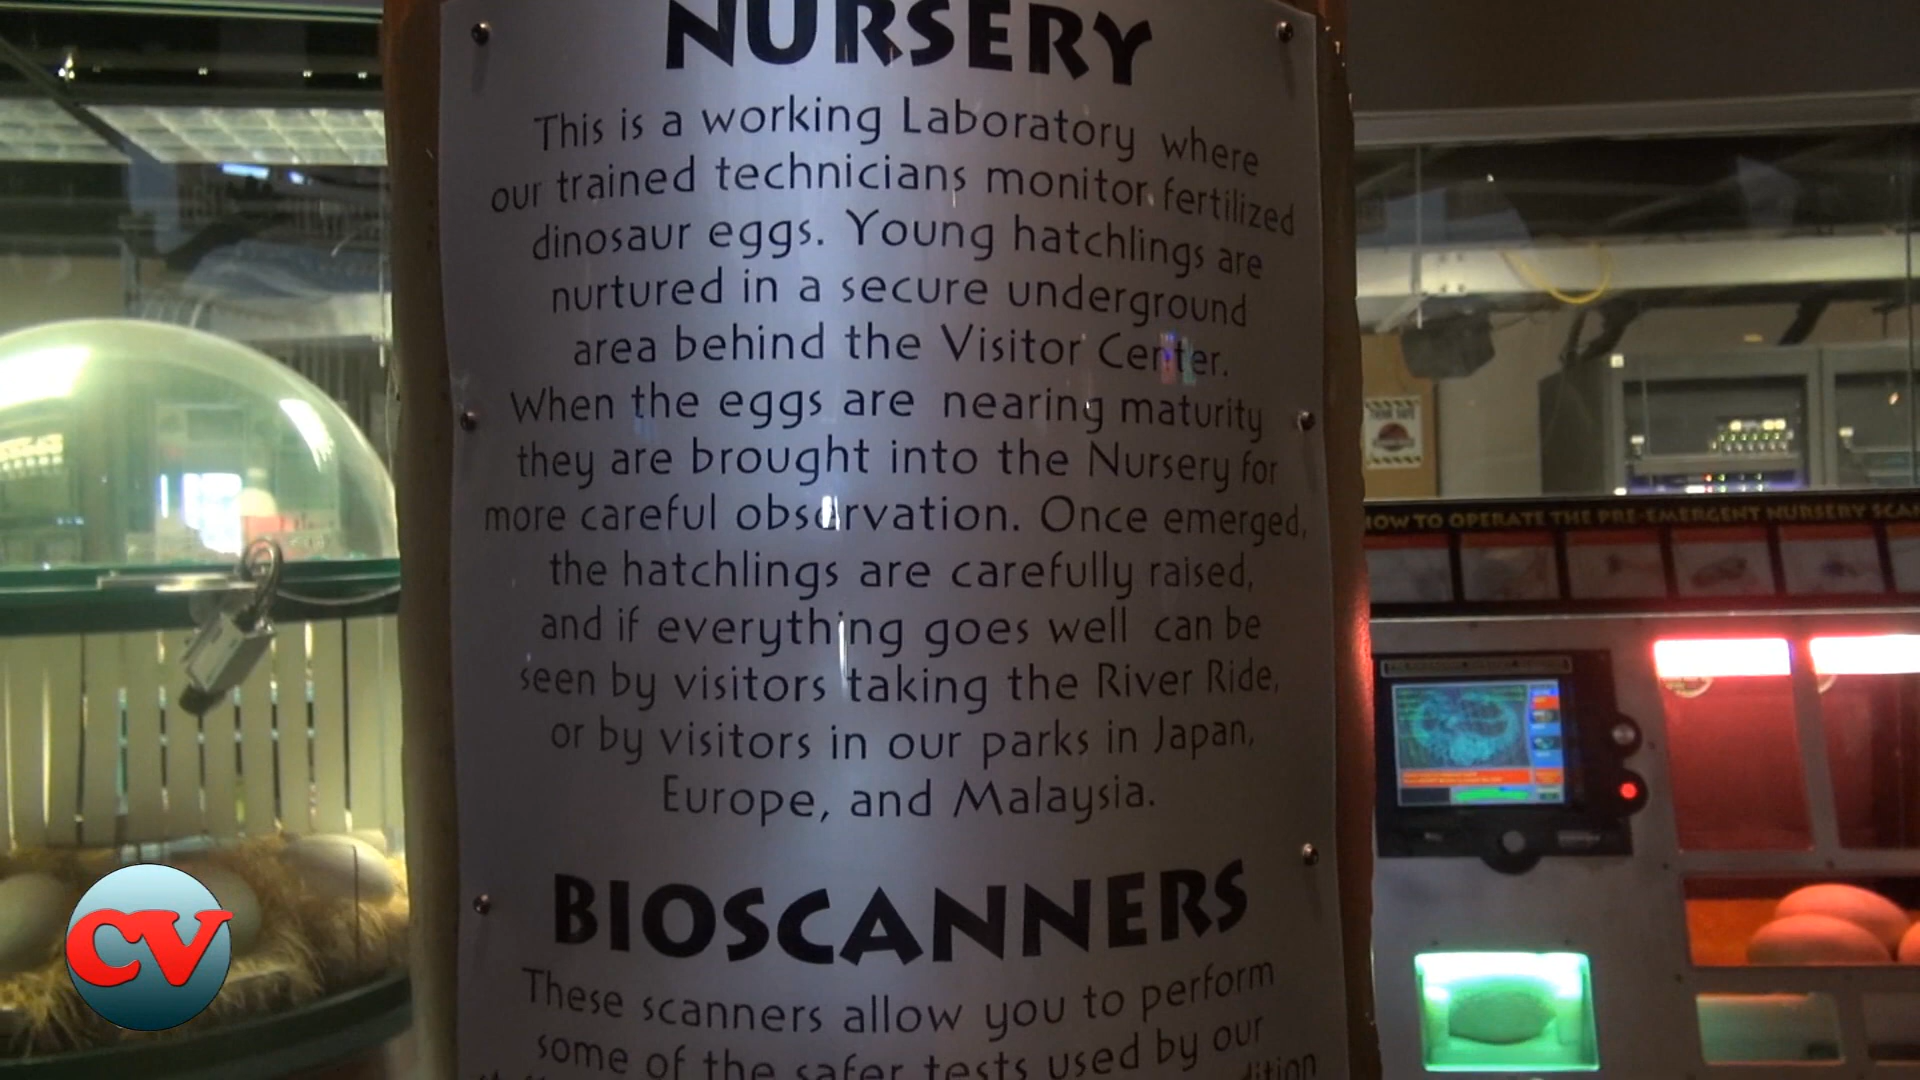 NURSERY
This is a working Laboratory where
our trained technicians monitor fertilized
dinosaur eggs. Young hatchlings are
nurtured in a secure underground
area behind the Visitor Center.
When the eggs are nearing maturity
they are brought into the Nursery for
more careful observation. Once emerged,
the hatchlings are carefully raised,
and if everything goes well can be
seen by visitors taking the River Ride,
or by visitors in our parks in Japan,
Europe, and Malaysia.
BIOSCANNERS
These scanners allow you to perform
some of the safer tests used by our
HOW TO OPERATE THE PRE-EMERGENT NURSERY SCAN
CV